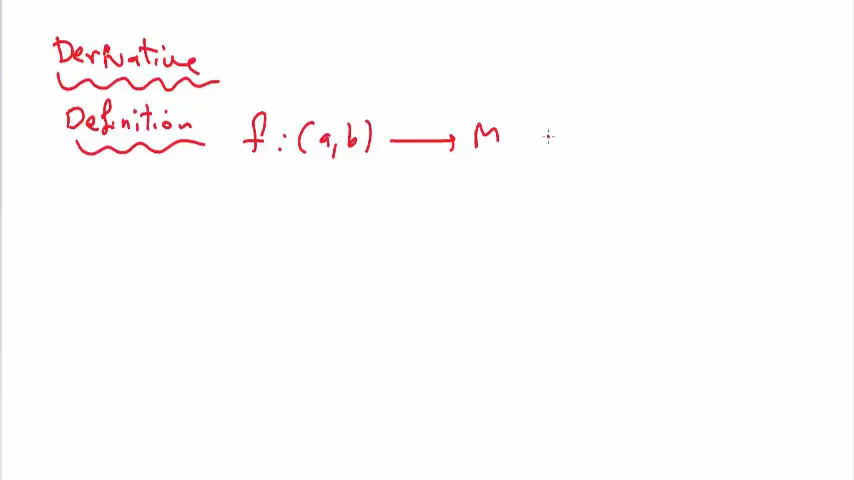 Derivative
Definition f : (a, b) ⟶ M